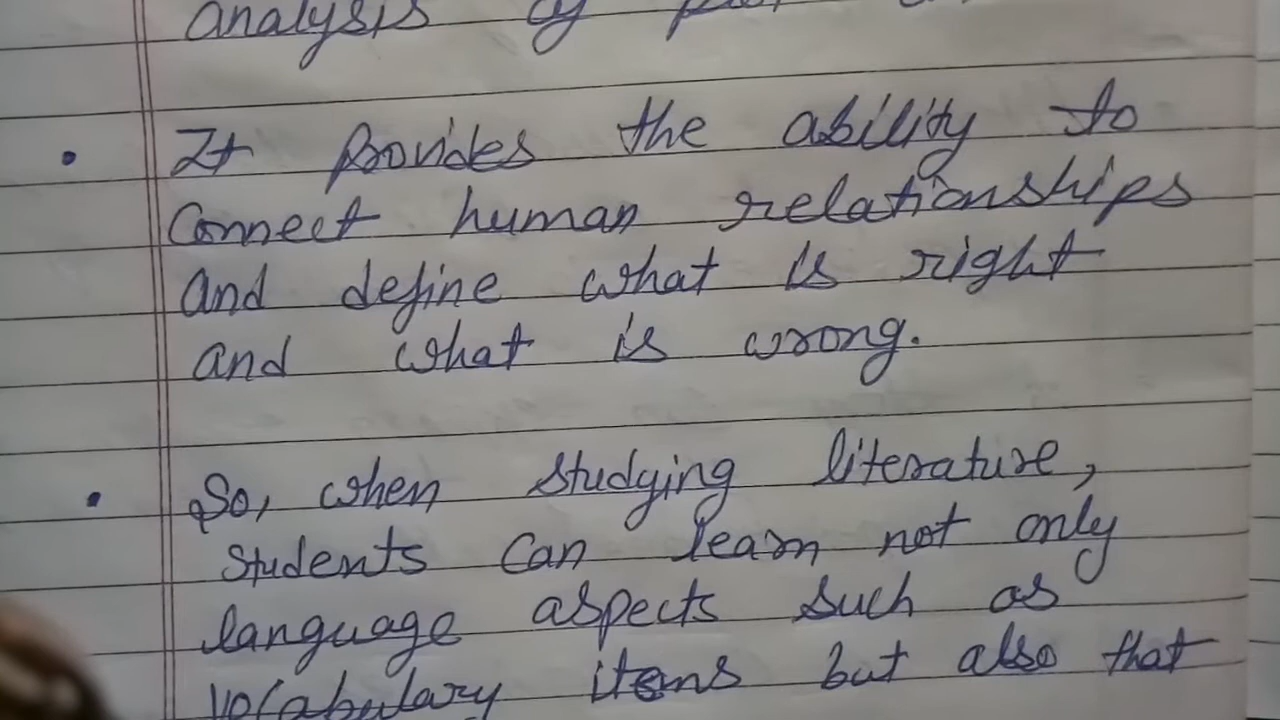 analysis of
• It provides the ability to
Connect human relationships
and define what is right
and what is wrong.
• So, when studying literature,
students can learn not only
language aspects such as
vocabulary items but also that